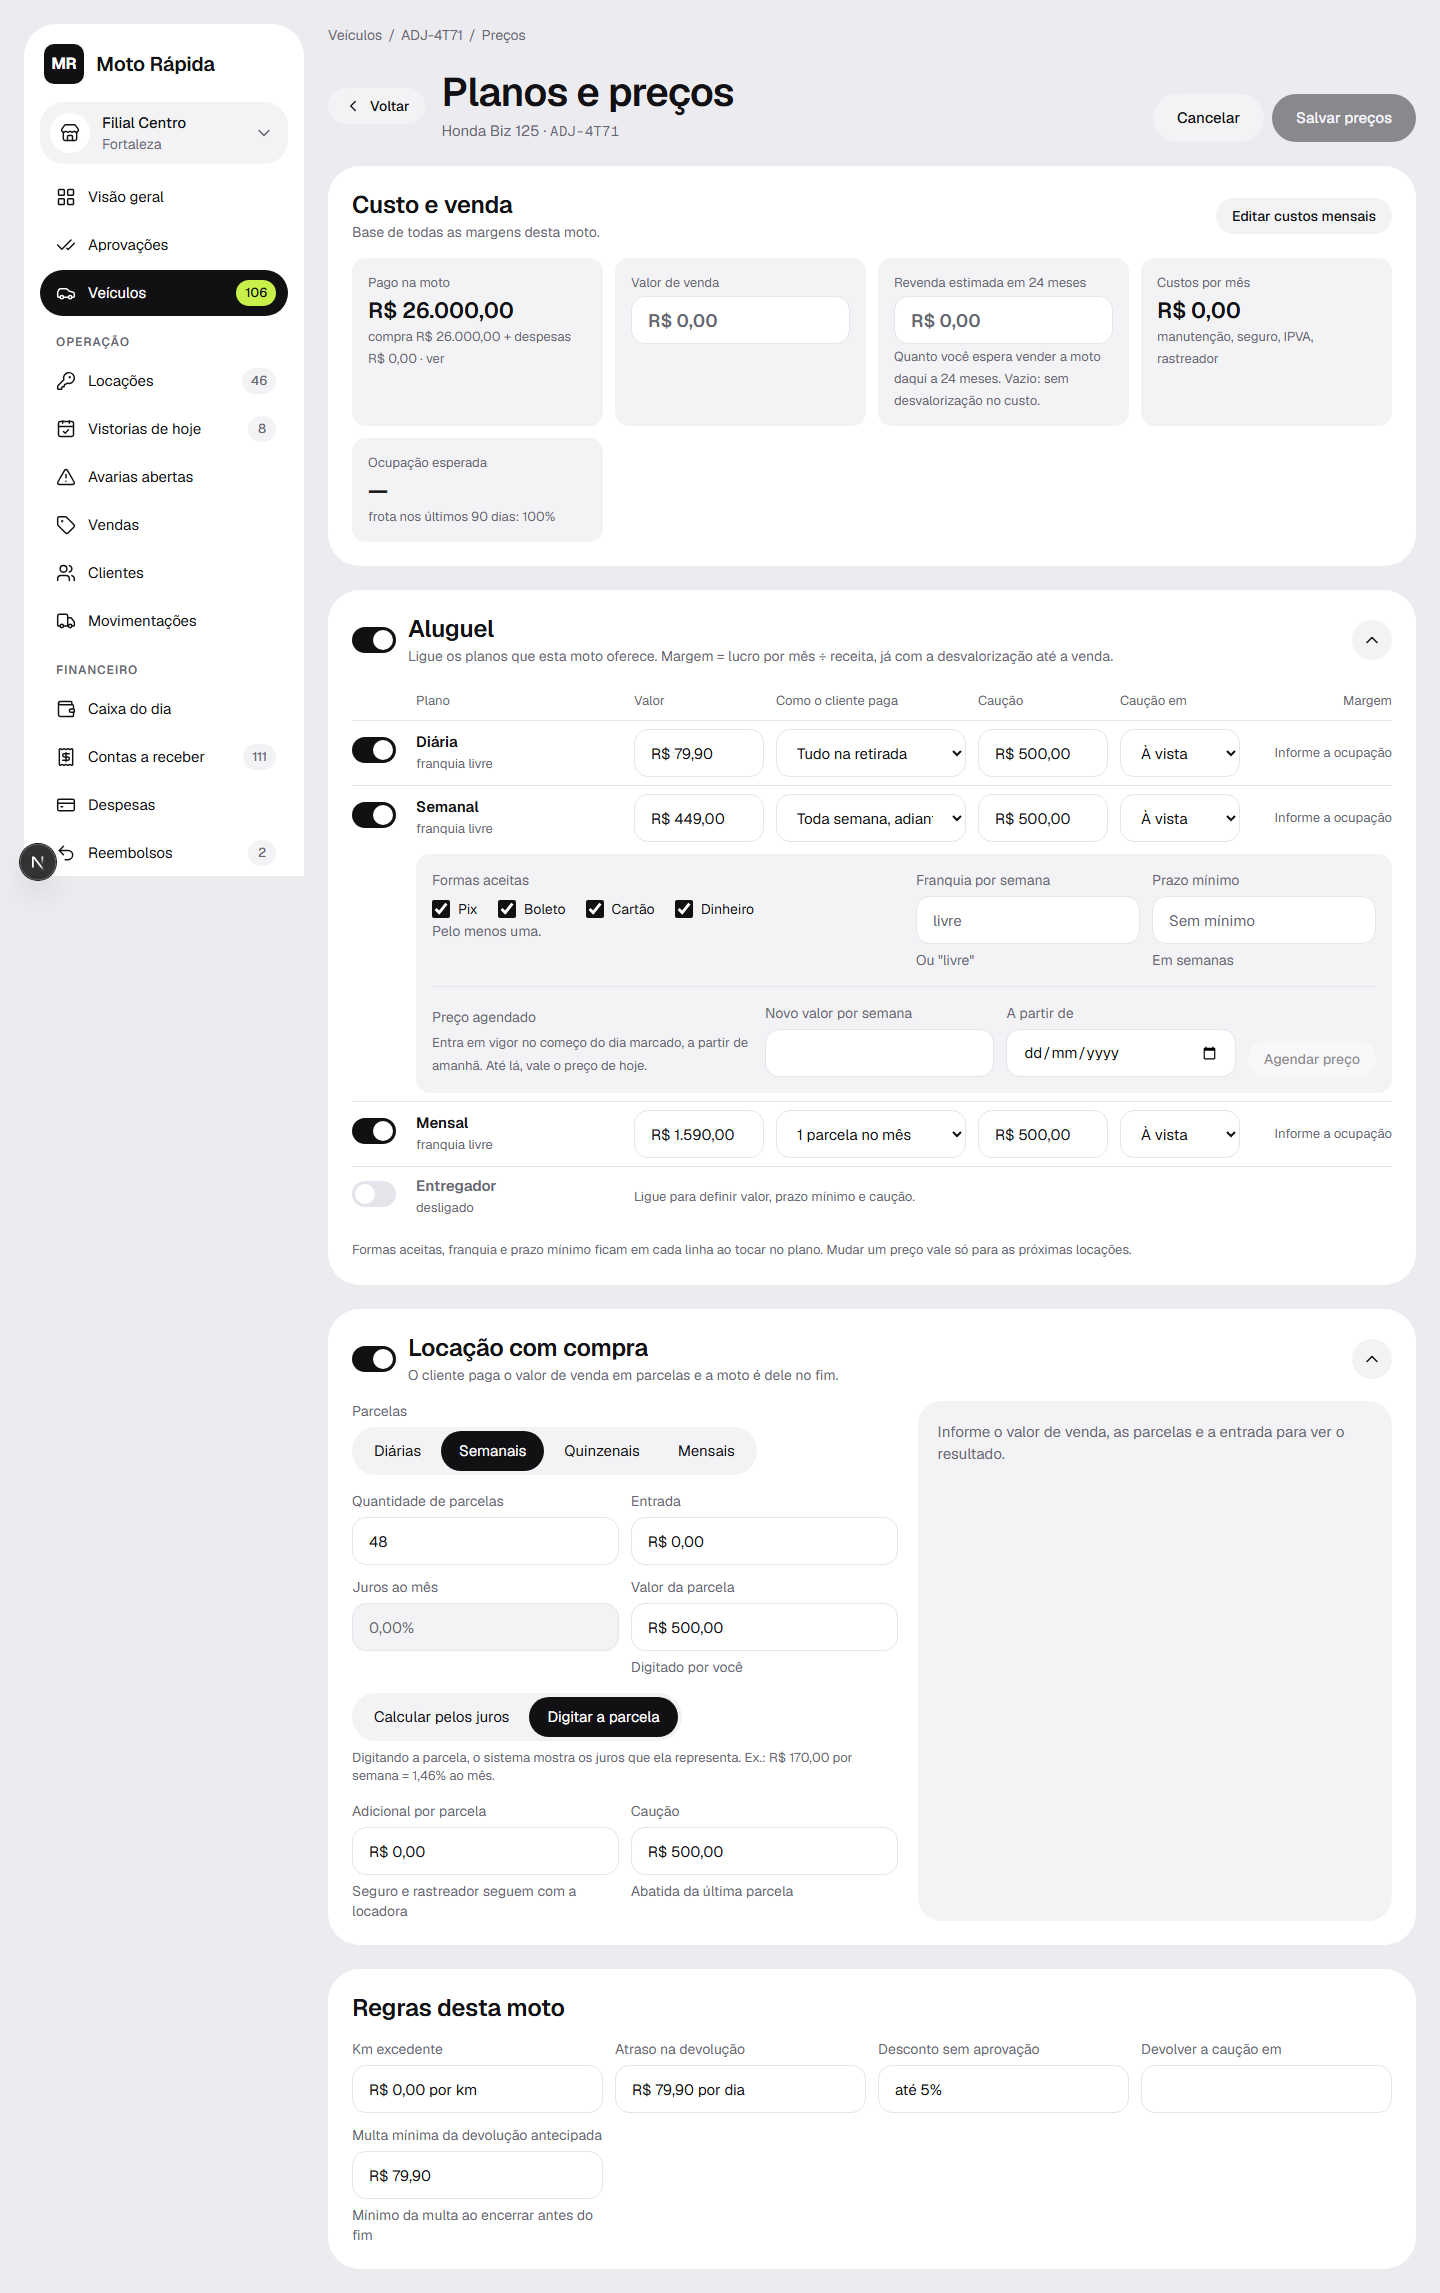 MR Moto Rápida
Filial Centro
Fortaleza
Visão geral
Aprovações
Veículos 106
OPERAÇÃO
Locações 46
Vistorias de hoje 8
Avarias abertas
Vendas
Clientes
Movimentações
FINANCEIRO
Caixa do dia
Contas a receber 111
Despesas
Reembolsos 2
N
Veículos / ADJ-4T71 / Preços
Voltar
Planos e preços
Honda Biz 125 · ADJ-4T71
Cancelar
Salvar preços
Custo e venda
Base de todas as margens desta moto.
Editar custos mensais
Pago na moto
R$ 26.000,00
compra R$ 26.000,00 + despesas
R$ 0,00 · ver
Valor de venda
R$ 0,00
Revenda estimada em 24 meses
R$ 0,00
Quanto você espera vender a moto
daqui a 24 meses. Vazio: sem
desvalorização no custo.
Custos por mês
R$ 0,00
manutenção, seguro, IPVA,
rastreador
Ocupação esperada
—
frota nos últimos 90 dias: 100%
Aluguel
Ligue os planos que esta moto oferece. Margem = lucro por mês ÷ receita, já com a desvalorização até a venda.
Plano Valor Como o cliente paga Caução Caução em Margem
Diária
franquia livre
R$ 79,90 Tudo na retirada R$ 500,00 À vista Informe a ocupação
Semanal
franquia livre
R$ 449,00 Toda semana, adiant R$ 500,00 À vista Informe a ocupação
Formas aceitas
Pix Boleto Cartão Dinheiro
Pelo menos uma.
Franquia por semana
livre
Ou "livre"
Prazo mínimo
Sem mínimo
Em semanas
Preço agendado
Entra em vigor no começo do dia marcado, a partir de
amanhã. Até lá, vale o preço de hoje.
Novo valor por semana
A partir de
dd/mm/yyyy
Agendar preço
Mensal
franquia livre
R$ 1.590,00 1 parcela no mês R$ 500,00 À vista Informe a ocupação
Entregador
desligado
Ligue para definir valor, prazo mínimo e caução.
Formas aceitas, franquia e prazo mínimo ficam em cada linha ao tocar no plano. Mudar um preço vale só para as próximas locações.
Locação com compra
O cliente paga o valor de venda em parcelas e a moto é dele no fim.
Parcelas
Diárias Semanais Quinzenais Mensais
Quantidade de parcelas
48
Entrada
R$ 0,00
Juros ao mês
0,00%
Valor da parcela
R$ 500,00
Digitado por você
Calcular pelos juros Digitar a parcela
Digitando a parcela, o sistema mostra os juros que ela representa. Ex.: R$ 170,00 por
semana = 1,46% ao mês.
Adicional por parcela
R$ 0,00
Seguro e rastreador seguem com a
locadora
Caução
R$ 500,00
Abatida da última parcela
Informe o valor de venda, as parcelas e a entrada para ver o
resultado.
Regras desta moto
Km excedente
R$ 0,00 por km
Atraso na devolução
R$ 79,90 por dia
Desconto sem aprovação
até 5%
Devolver a caução em
Multa mínima da devolução antecipada
R$ 79,90
Mínimo da multa ao encerrar antes do
fim